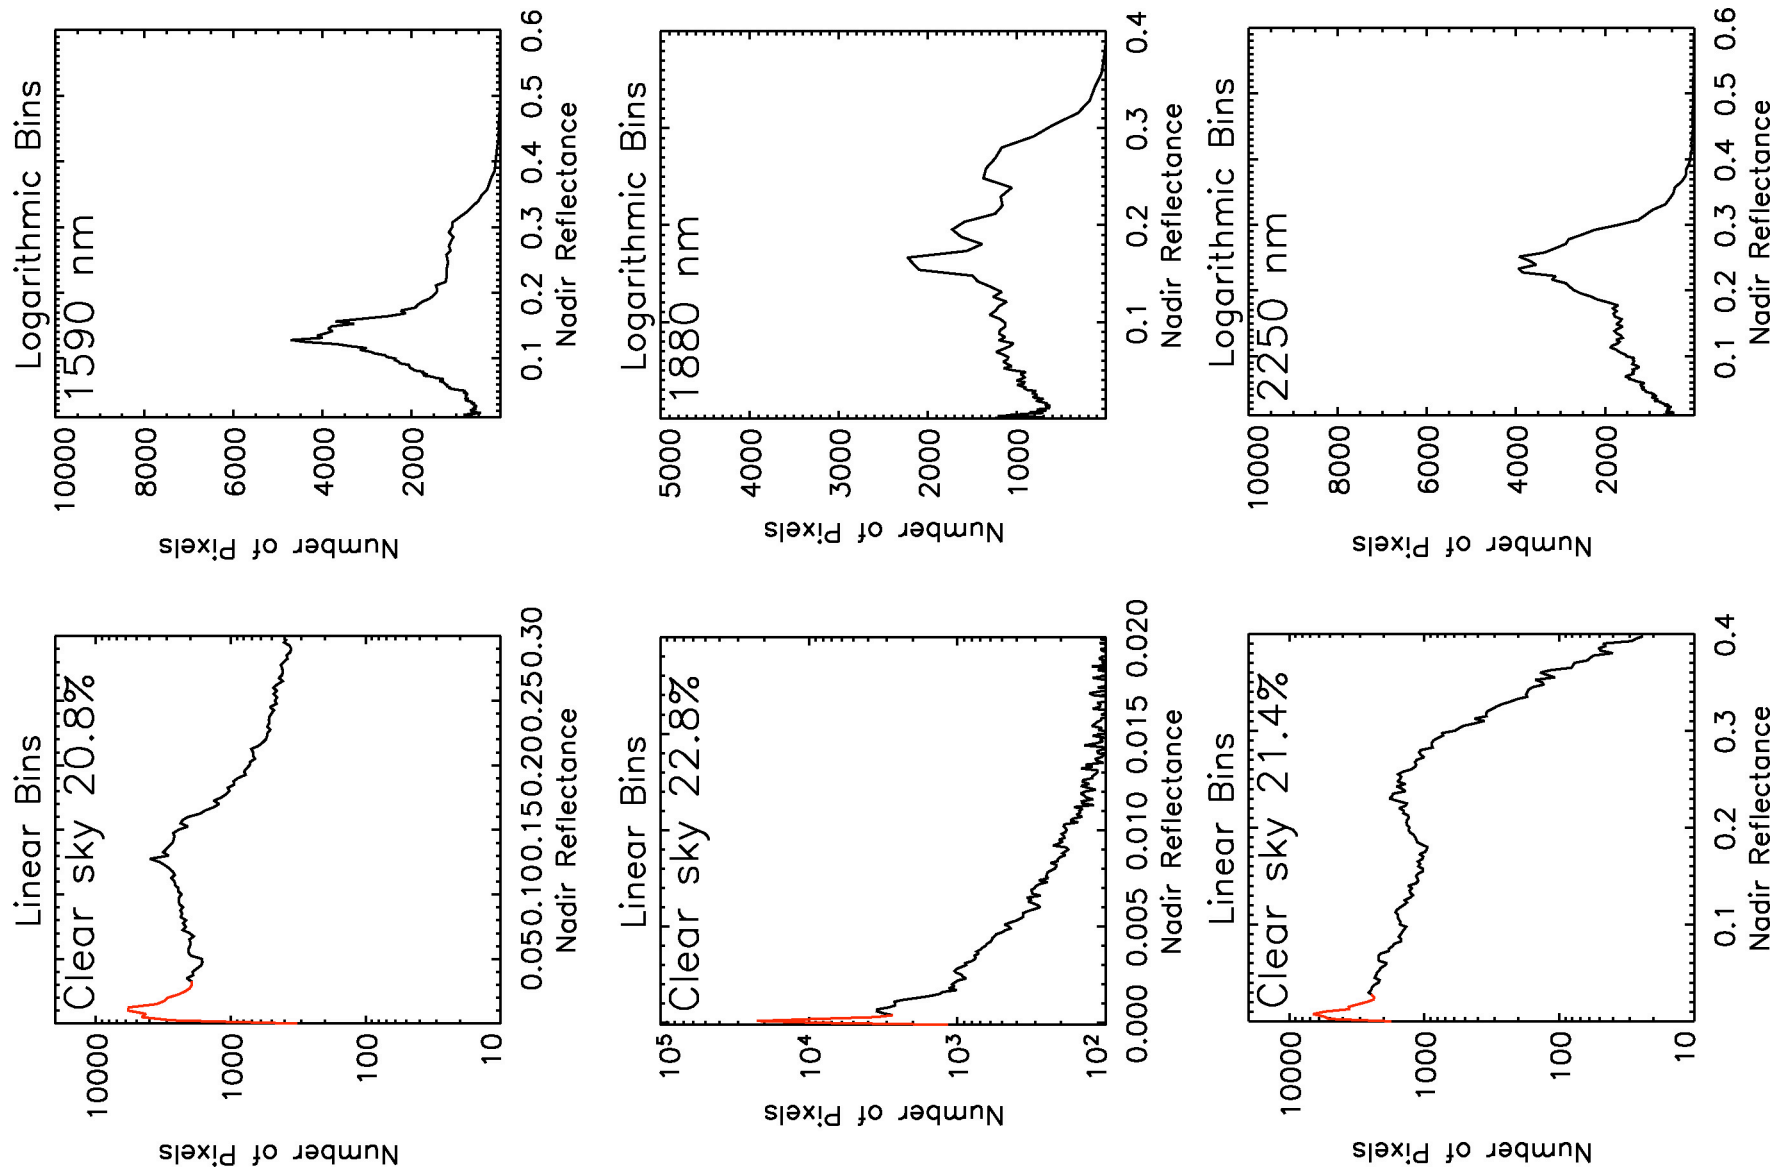 Linear Bins
Clear sky 20.8%
10000
1000
100
10
Number of Pixels
0.050.100.150.200.250.30
Nadir Reflectance
Logarithmic Bins
1590 nm
10000
8000
6000
4000
2000
Number of Pixels
0.1 0.2 0.3 0.4 0.5 0.6
Nadir Reflectance
Linear Bins
Clear sky 22.8%
10⁵
10⁴
10³
10²
Number of Pixels
0.000 0.005 0.010 0.015 0.020
Nadir Reflectance
Logarithmic Bins
1880 nm
5000
4000
3000
2000
1000
Number of Pixels
0.1 0.2 0.3 0.4
Nadir Reflectance
Linear Bins
Clear sky 21.4%
10000
1000
100
10
Number of Pixels
0.1 0.2 0.3 0.4
Nadir Reflectance
Logarithmic Bins
2250 nm
10000
8000
6000
4000
2000
Number of Pixels
0.1 0.2 0.3 0.4 0.5 0.6
Nadir Reflectance